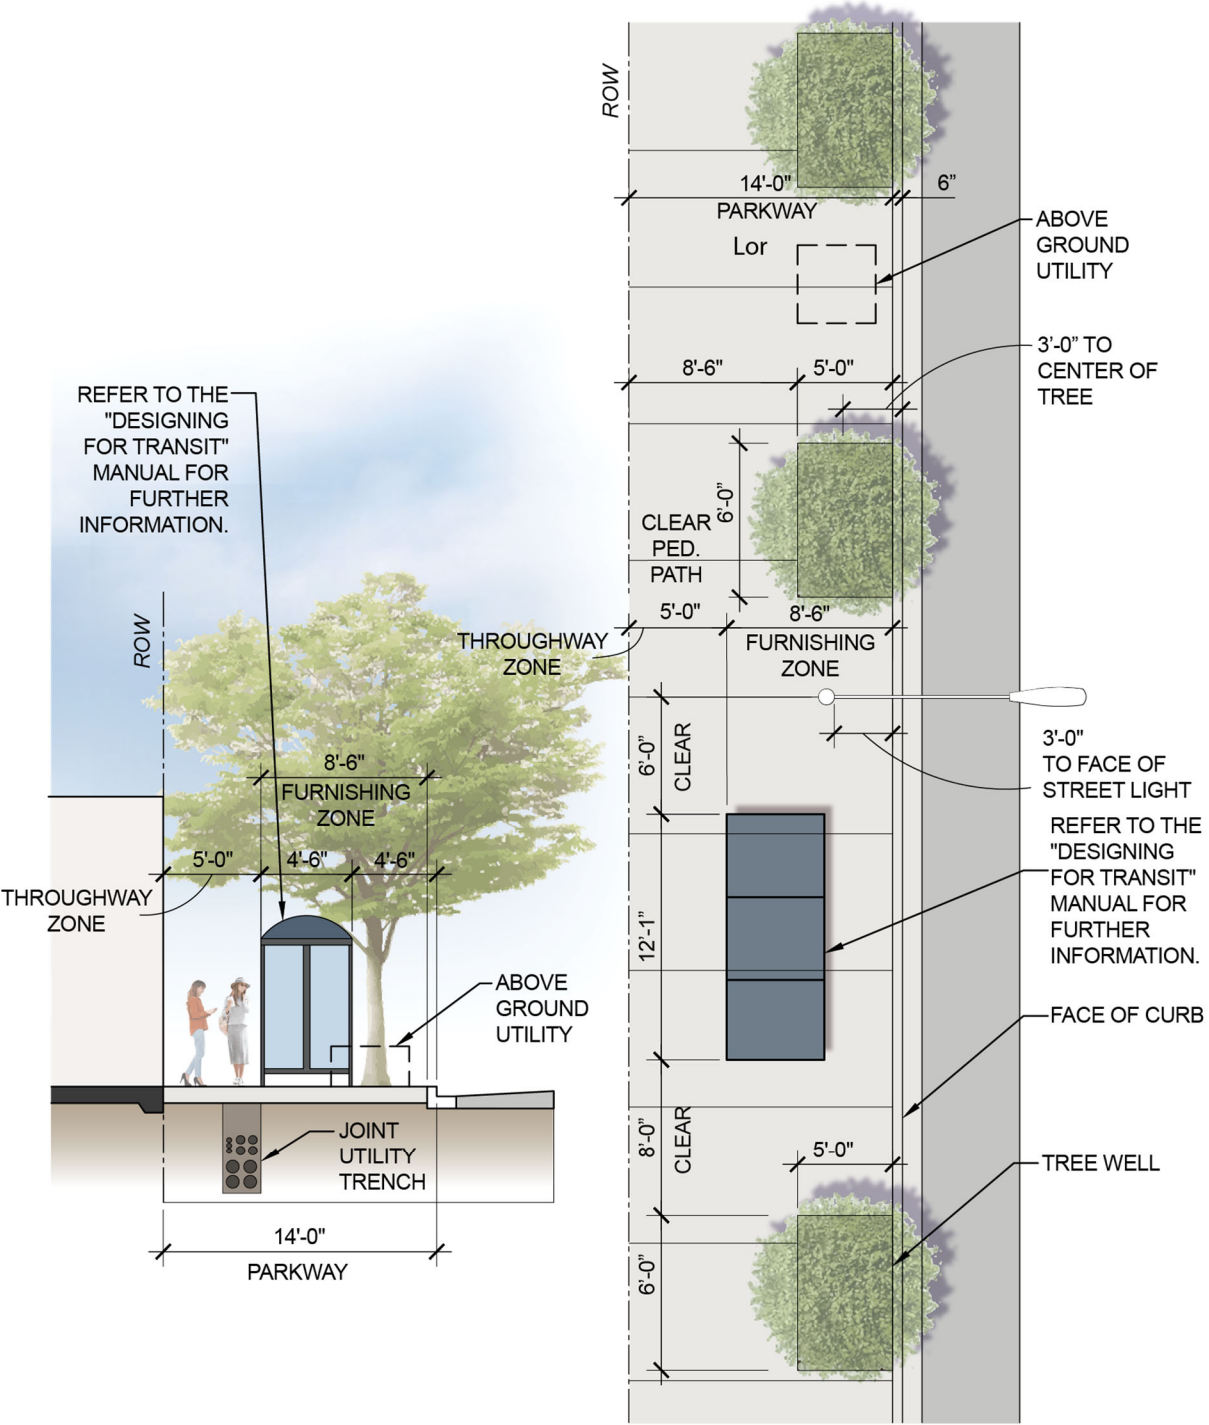 REFER TO THE
"DESIGNING
FOR TRANSIT"
MANUAL FOR
FURTHER
INFORMATION.
ROW
8'-6"
FURNISHING
ZONE
5'-0"
4'-6"
4'-6"
THROUGHWAY
ZONE
ABOVE
GROUND
UTILITY
JOINT
UTILITY
TRENCH
14'-0"
PARKWAY
ROW
14'-0"
PARKWAY
6”
Lor
ABOVE
GROUND
UTILITY
8'-6"
5'-0"
3’-0” TO
CENTER OF
TREE
6’-0”
CLEAR
PED.
PATH
5'-0"
8'-6"
THROUGHWAY
ZONE
FURNISHING
ZONE
6’-0”
CLEAR
3'-0"
TO FACE OF
STREET LIGHT
REFER TO THE
"DESIGNING
FOR TRANSIT"
MANUAL FOR
FURTHER
INFORMATION.
12’-1”
FACE OF CURB
8’-0”
CLEAR
5'-0"
TREE WELL
6’-0”